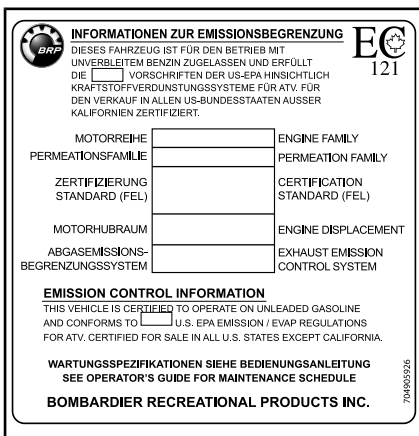 BRP
INFORMATIONEN ZUR EMISSIONSBEGRENZUNG
DIESES FAHRZEUG IST FÜR DEN BETRIEB MIT
UNVERBLEITEM BENZIN ZUGELASSEN UND ERFÜLLT
DIE VORSCHRIFTEN DER US-EPA HINSICHTLICH
KRAFTSTOFFVERDUNSTUNGSSYSTEME FÜR ATV. FÜR
DEN VERKAUF IN ALLEN US-BUNDESSTAATEN AUSSER
KALIFORNIEN ZERTIFIZIERT.
EC
121
MOTORREIHE ENGINE FAMILY
PERMEATIONSFAMILIE PERMEATION FAMILY
ZERTIFIZIERUNG CERTIFICATION
STANDARD (FEL) STANDARD (FEL)
MOTORHUBRAUM ENGINE DISPLACEMENT
ABGASEMISSIONS- EXHAUST EMISSION
BEGRENZUNGSSYSTEM CONTROL SYSTEM
EMISSION CONTROL INFORMATION
THIS VEHICLE IS CERTIFIED TO OPERATE ON UNLEADED GASOLINE
AND CONFORMS TO U.S. EPA EMISSION / EVAP REGULATIONS
FOR ATV. CERTIFIED FOR SALE IN ALL U.S. STATES EXCEPT CALIFORNIA.
WARTUNGSSPEZIFIKATIONEN SIEHE BEDIENUNGSANLEITUNG
SEE OPERATOR'S GUIDE FOR MAINTENANCE SCHEDULE
BOMBARDIER RECREATIONAL PRODUCTS INC.
704905926